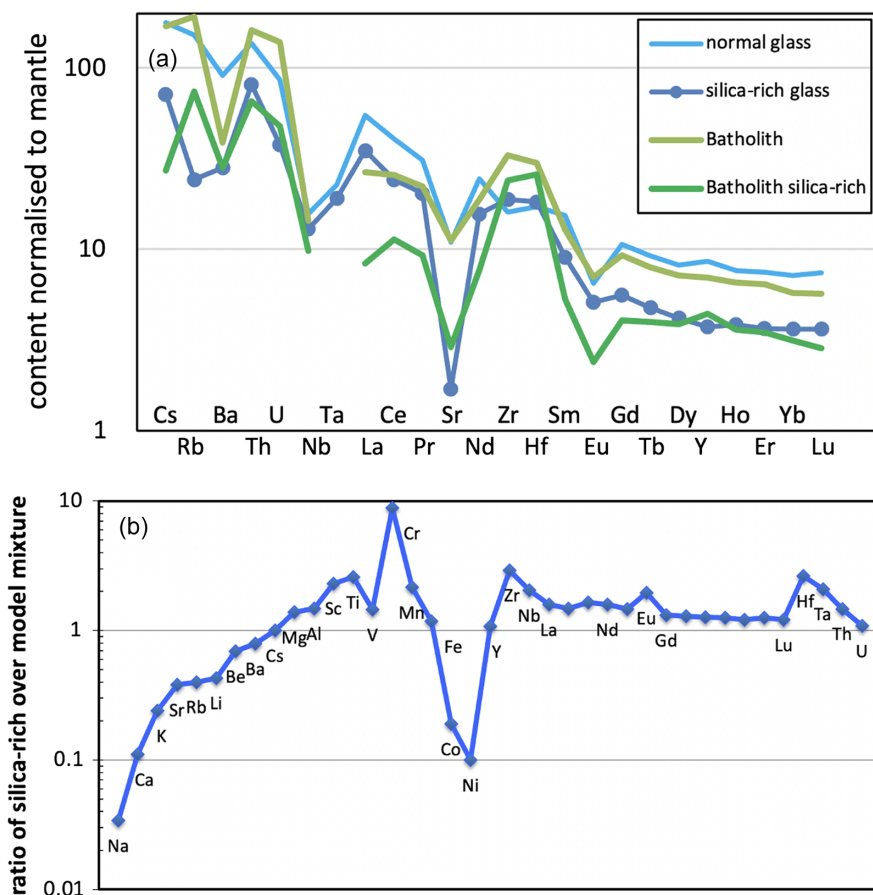 (a)
content normalised to mantle
100
10
1
normal glass
silica-rich glass
Batholith
Batholith silica-rich
Cs Ba U Ta Ce Sr Zr Sm Gd Dy Ho Yb
Rb Th Nb La Pr Nd Hf Eu Tb Y Er Lu
(b)
ratio of silica-rich over model mixture
10
1
0.1
0,01
Na
Ca
K
Sr
Rb
Li
Be
Ba
Cs
Mg
Al
Sc
Ti
V
Cr
Mn
Fe
Co
Ni
Y
Zr
Nb
La
Nd
Eu
Gd
Lu
Hf
Ta
Th
U